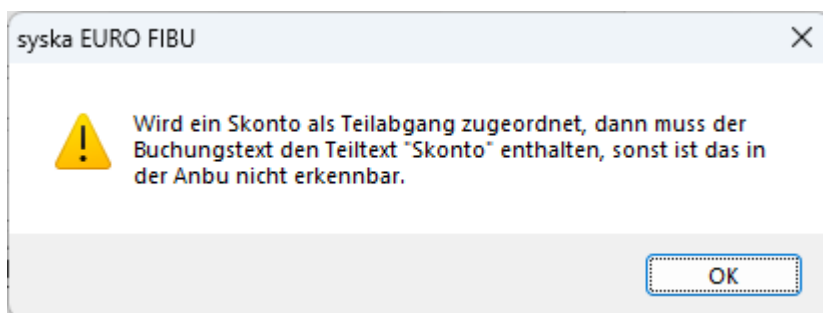 syska EURO FIBU
Wird ein Skonto als Teilabgang zugeordnet, dann muss der
Buchungstext den Teiltext "Skonto" enthalten, sonst ist das in
der Anbu nicht erkennbar.
OK